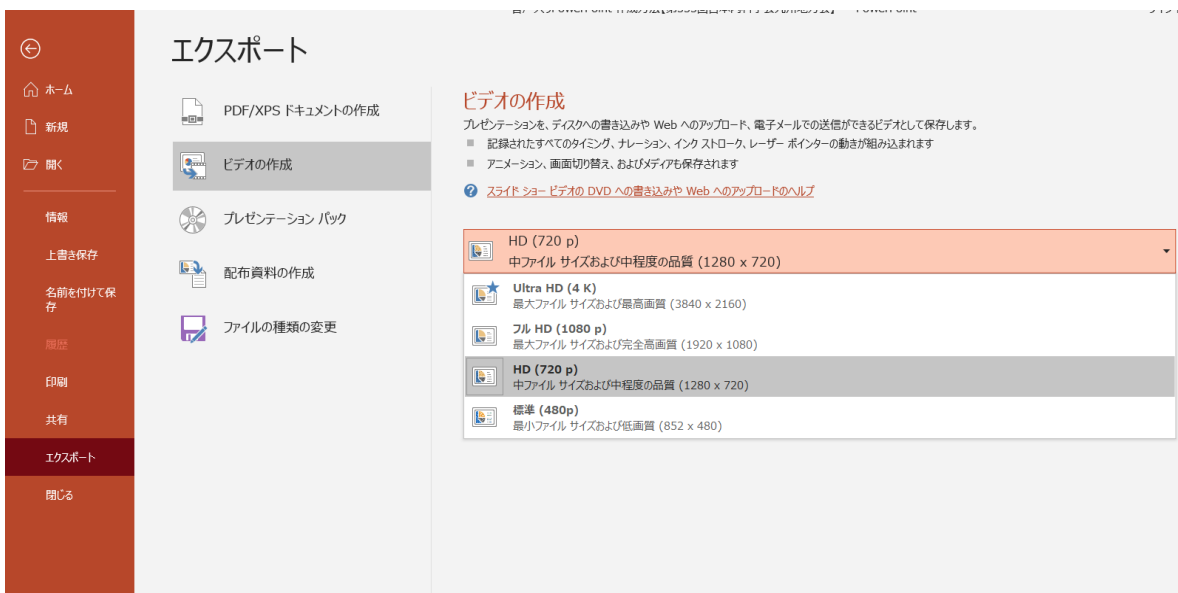 エクスポート
ホーム
新規
開く
情報
上書き保存
名前を付けて保
存
履歴
印刷
共有
エクスポート
閉じる
PDF/XPS ドキュメントの作成
ビデオの作成
プレゼンテーション パック
配布資料の作成
ファイルの種類の変更
ビデオの作成
プレゼンテーションを、ディスクへの書き込みや Web へのアップロード、電子メールでの送信ができるビデオとして保存します。
記録されたすべてのタイミング、ナレーション、インク ストローク、レーザー ポインターの動きが組み込まれます
アニメーション、画面切り替え、およびメディアも保存されます
スライド ショー ビデオの DVD への書き込みや Web へのアップロードのヘルプ
HD (720 p)
中ファイル サイズおよび中程度の品質 (1280 x 720)
Ultra HD (4 K)
最大ファイル サイズおよび最高画質 (3840 x 2160)
フル HD (1080 p)
最大ファイル サイズおよび完全高画質 (1920 x 1080)
HD (720 p)
中ファイル サイズおよび中程度の品質 (1280 x 720)
標準 (480p)
最小ファイル サイズおよび低画質 (852 x 480)